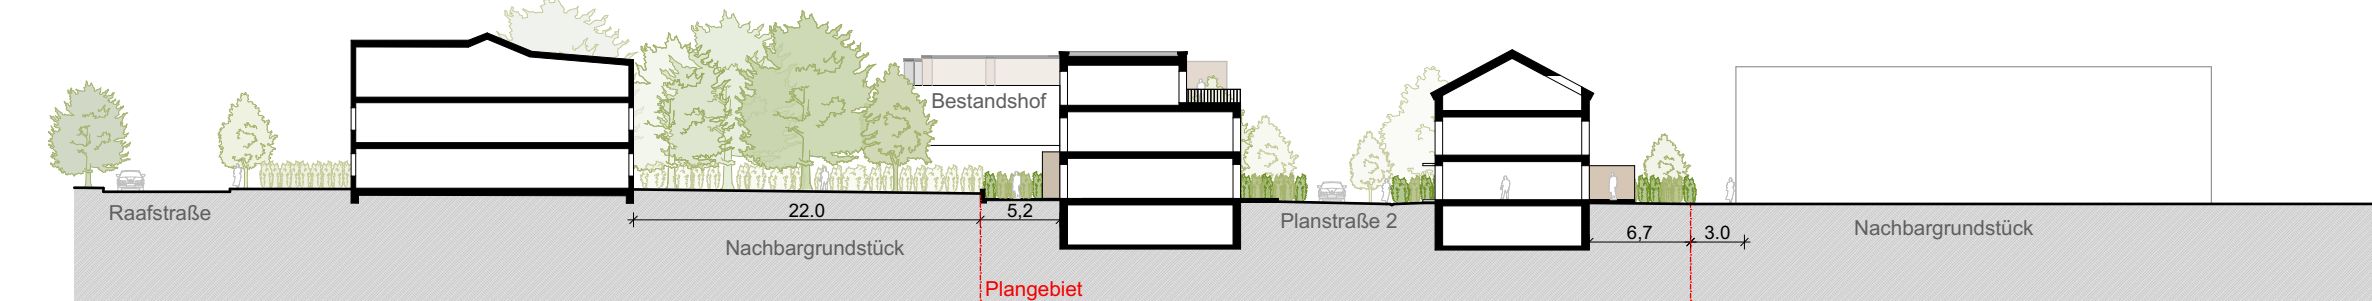 Bestandshof
Raafstraße
22.0
5,2
Planstraße 2
6,7
3.0
Nachbargrundstück
Nachbargrundstück
Plangebiet